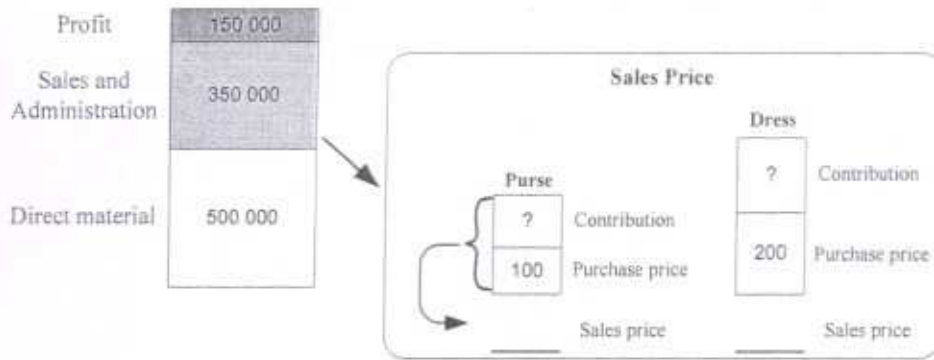 Profit
150 000
Sales and
Administration
350 000
Direct material
500 000
Sales Price
Dress
?
Contribution
200
Purchase price
Sales price
Purse
?
Contribution
100
Purchase price
Sales price